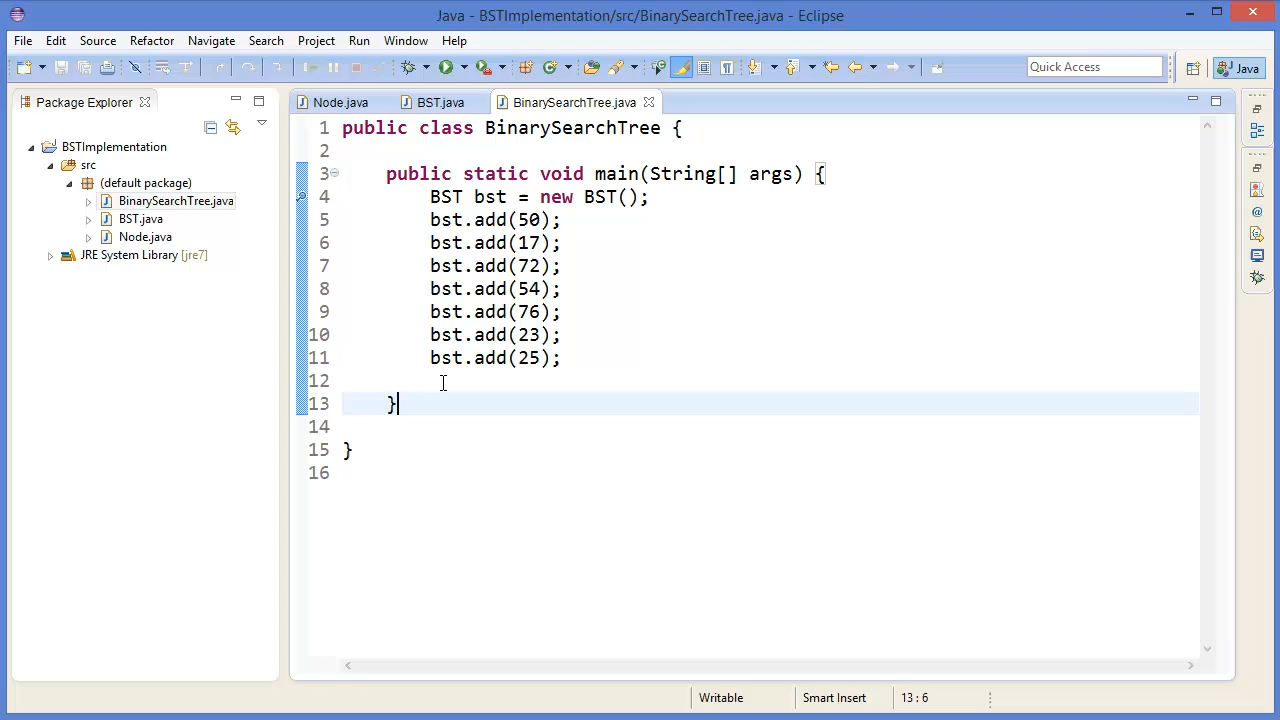 Java - BSTImplementation/src/BinarySearchTree.java - Eclipse
File Edit Source Refactor Navigate Search Project Run Window Help
Quick Access
Java
Package Explorer
BSTImplementation
src
(default package)
BinarySearchTree.java
BST.java
Node.java
JRE System Library [jre7]
Node.java BST.java BinarySearchTree.java
1 public class BinarySearchTree {
2
3 public static void main(String[] args) {
4 BST bst = new BST();
5 bst.add(50);
6 bst.add(17);
7 bst.add(72);
8 bst.add(54);
9 bst.add(76);
10 bst.add(23);
11 bst.add(25);
12
13 }
14
15 }
16
Writable Smart Insert 13 : 6